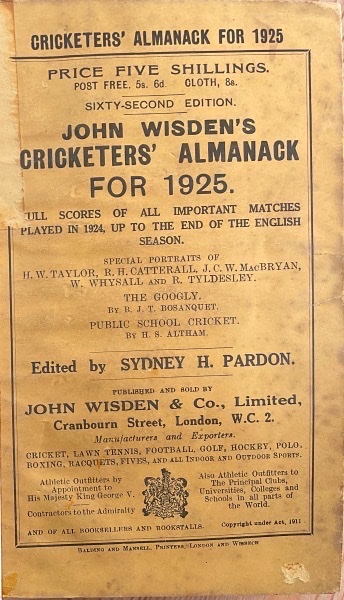 CRICKETERS' ALMANACK FOR 1925
PRICE FIVE SHILLINGS.
POST FREE, 5s. 6d. CLOTH, 8s.
SIXTY-SECOND EDITION.
JOHN WISDEN'S
CRICKETERS' ALMANACK
FOR 1925.
FULL SCORES OF ALL IMPORTANT MATCHES
PLAYED IN 1924, UP TO THE END OF THE ENGLISH
SEASON.
SPECIAL PORTRAITS OF
H. W. TAYLOR, R. H. CATTERALL, J. C. W. MacBRYAN,
W. WHYSALL AND R. TYLDESLEY.
THE GOOGLY.
BY B. J. T. BOSANQUET.
PUBLIC SCHOOL CRICKET.
BY H. S. ALTHAM.
Edited by SYDNEY H. PARDON.
PUBLISHED AND SOLD BY
JOHN WISDEN & Co., Limited,
Cranbourn Street, London, W.C. 2.
Manufacturers and Exporters.
CRICKET, LAWN TENNIS, FOOTBALL, GOLF, HOCKEY, POLO,
BOXING, RACQUETS, FIVES, AND ALL INDOOR AND OUTDOOR SPORTS.
Athletic Outfitters by
Appointment to
His Majesty King George V.
Contractors to the Admiralty
Also Athletic Outfitters to
The Principal Clubs,
Universities, Colleges and
Schools in all parts of
the World.
AND OF ALL BOOKSELLERS AND BOOKSTALLS.
Copyright under Act, 1911
BALDING AND MANSELL, PRINTERS, LONDON AND WISBECH